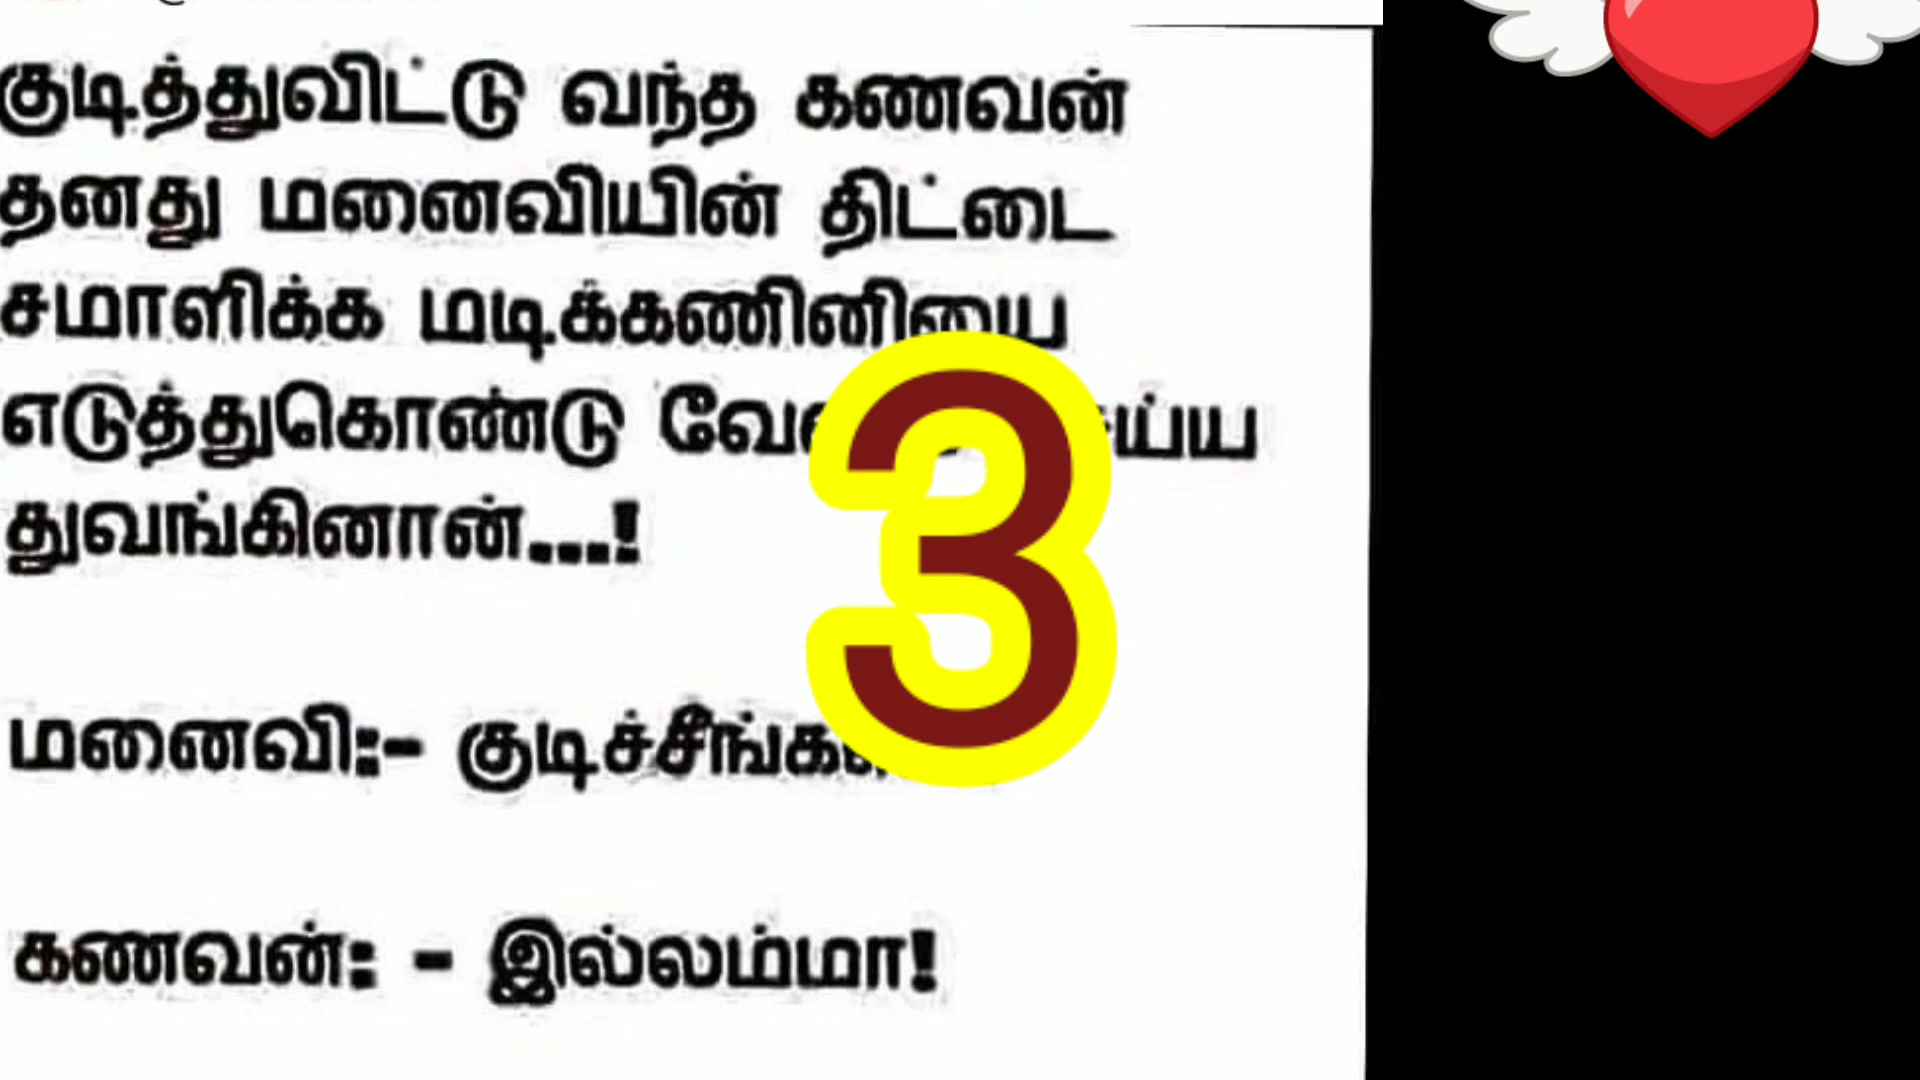 குடித்துவிட்டு வந்த கணவன்
தனது மனைவியின் திட்டை
சமாளிக்க மடிக்கணினியை
எடுத்துகொண்டு
துவங்கினான்...!
3
மனைவி:-
கணவன்: - இல்லம்மா!